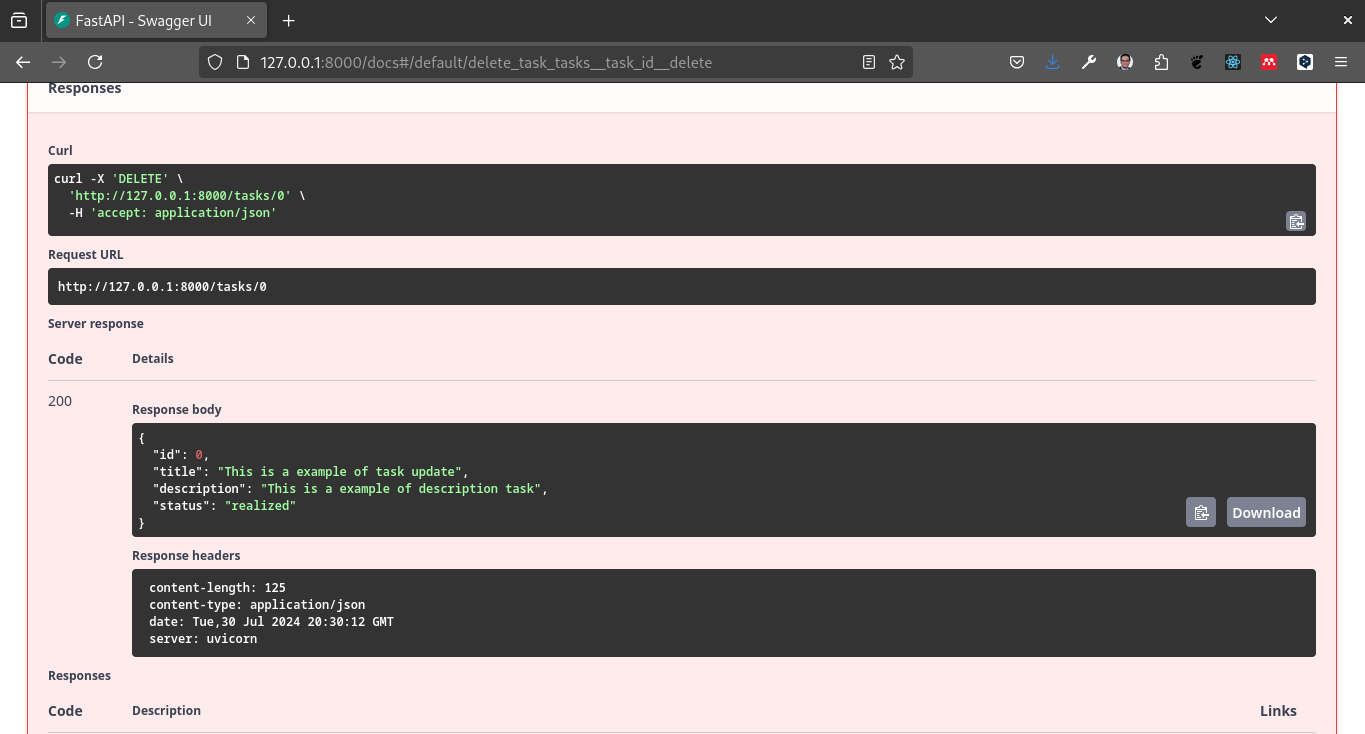 FastAPI - Swagger UI
127.0.0.1:8000/docs#/default/delete_task_tasks__task_id__delete
Responses
Curl
curl -X 'DELETE' \
'http://127.0.0.1:8000/tasks/0' \
-H 'accept: application/json'
Request URL
http://127.0.0.1:8000/tasks/0
Server response
Code Details
200
Response body
{
"id": 0,
"title": "This is a example of task update",
"description": "This is a example of description task",
"status": "realized"
}
Download
Response headers
content-length: 125
content-type: application/json
date: Tue,30 Jul 2024 20:30:12 GMT
server: uvicorn
Responses
Code Description Links